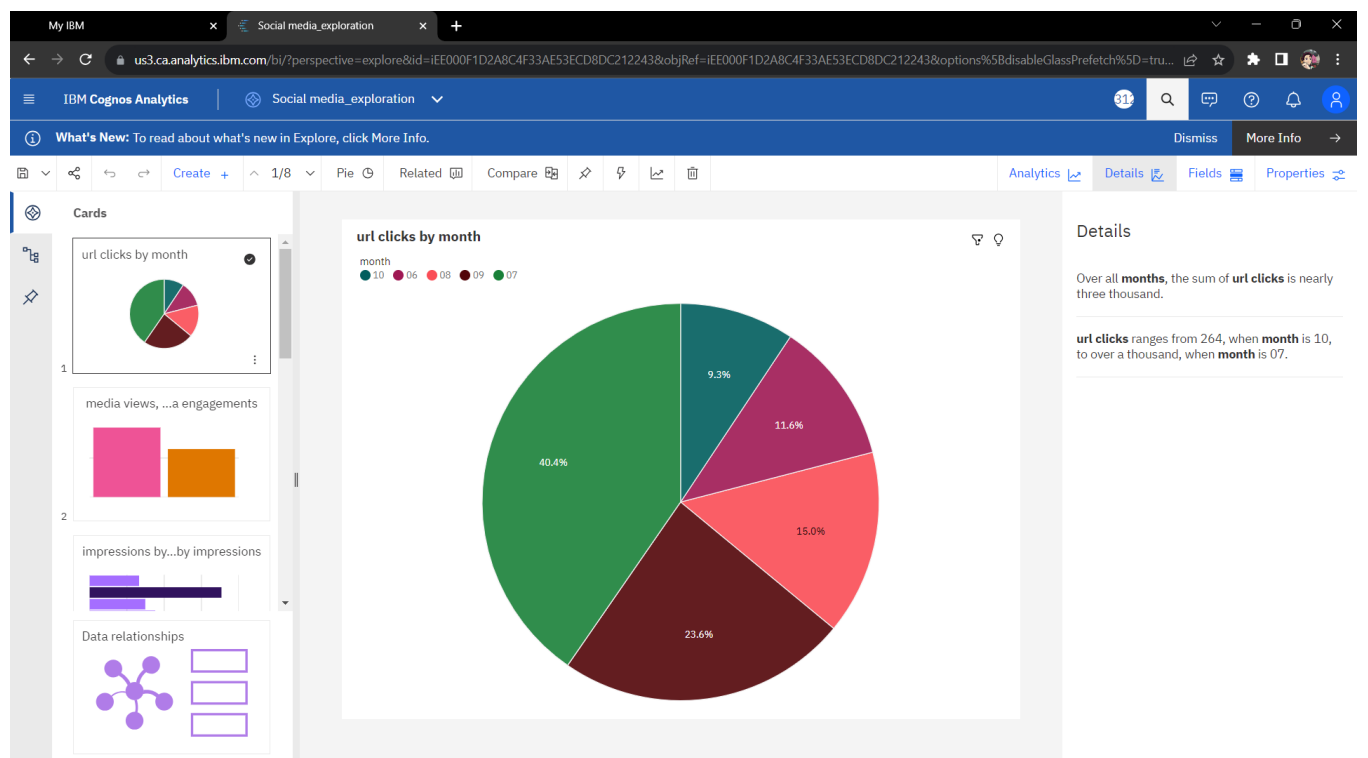 My IBM
Social media_exploration
us3.ca.analytics.ibm.com/bi/?perspective=explore&id=iEE000F1D2A8C4F33AE53ECD8DC212243&objRef=iEE000F1D2A8C4F33AE53ECD8DC212243&options%5BdisableGlassPrefetch%5D=tru...
IBM Cognos Analytics
Social media_exploration
312
What's New: To read about what's new in Explore, click More Info.
Dismiss
More Info
Create
1/8
Pie
Related
Compare
Analytics
Details
Fields
Properties
Cards
url clicks by month
1
media views, ...a engagements
2
impressions by...by impressions
Data relationships
url clicks by month
month
10 06 08 09 07
9.3%
11.6%
15.0%
23.6%
40.4%
Details
Over all months, the sum of url clicks is nearly
three thousand.
url clicks ranges from 264, when month is 10,
to over a thousand, when month is 07.